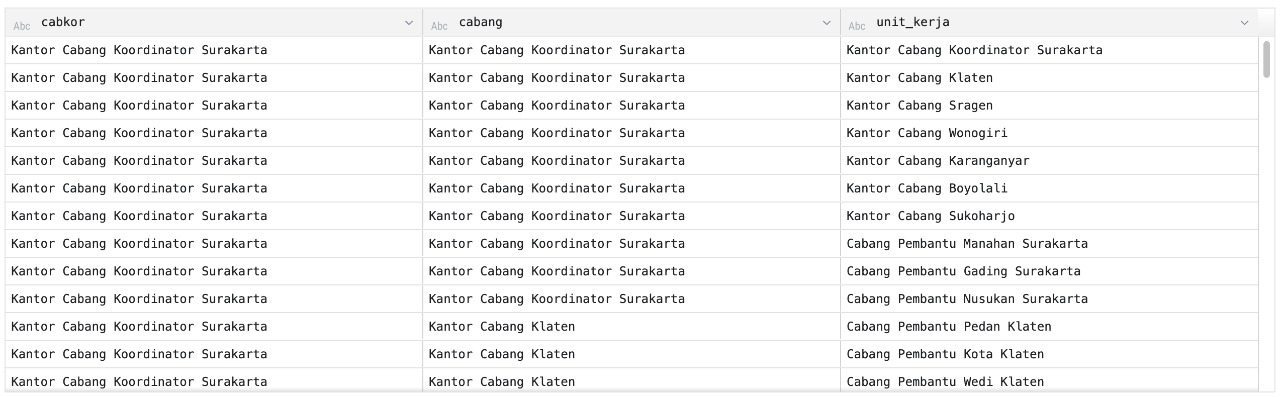 Abc cabkor Abc cabang Abc unit_kerja
Kantor Cabang Koordinator Surakarta Kantor Cabang Koordinator Surakarta Kantor Cabang Koordinator Surakarta
Kantor Cabang Koordinator Surakarta Kantor Cabang Koordinator Surakarta Kantor Cabang Klaten
Kantor Cabang Koordinator Surakarta Kantor Cabang Koordinator Surakarta Kantor Cabang Sragen
Kantor Cabang Koordinator Surakarta Kantor Cabang Koordinator Surakarta Kantor Cabang Wonogiri
Kantor Cabang Koordinator Surakarta Kantor Cabang Koordinator Surakarta Kantor Cabang Karanganyar
Kantor Cabang Koordinator Surakarta Kantor Cabang Koordinator Surakarta Kantor Cabang Boyolali
Kantor Cabang Koordinator Surakarta Kantor Cabang Koordinator Surakarta Kantor Cabang Sukoharjo
Kantor Cabang Koordinator Surakarta Kantor Cabang Koordinator Surakarta Cabang Pembantu Manahan Surakarta
Kantor Cabang Koordinator Surakarta Kantor Cabang Koordinator Surakarta Cabang Pembantu Gading Surakarta
Kantor Cabang Koordinator Surakarta Kantor Cabang Koordinator Surakarta Cabang Pembantu Nusukan Surakarta
Kantor Cabang Koordinator Surakarta Kantor Cabang Klaten Cabang Pembantu Pedan Klaten
Kantor Cabang Koordinator Surakarta Kantor Cabang Klaten Cabang Pembantu Kota Klaten
Kantor Cabang Koordinator Surakarta Kantor Cabang Klaten Cabang Pembantu Wedi Klaten